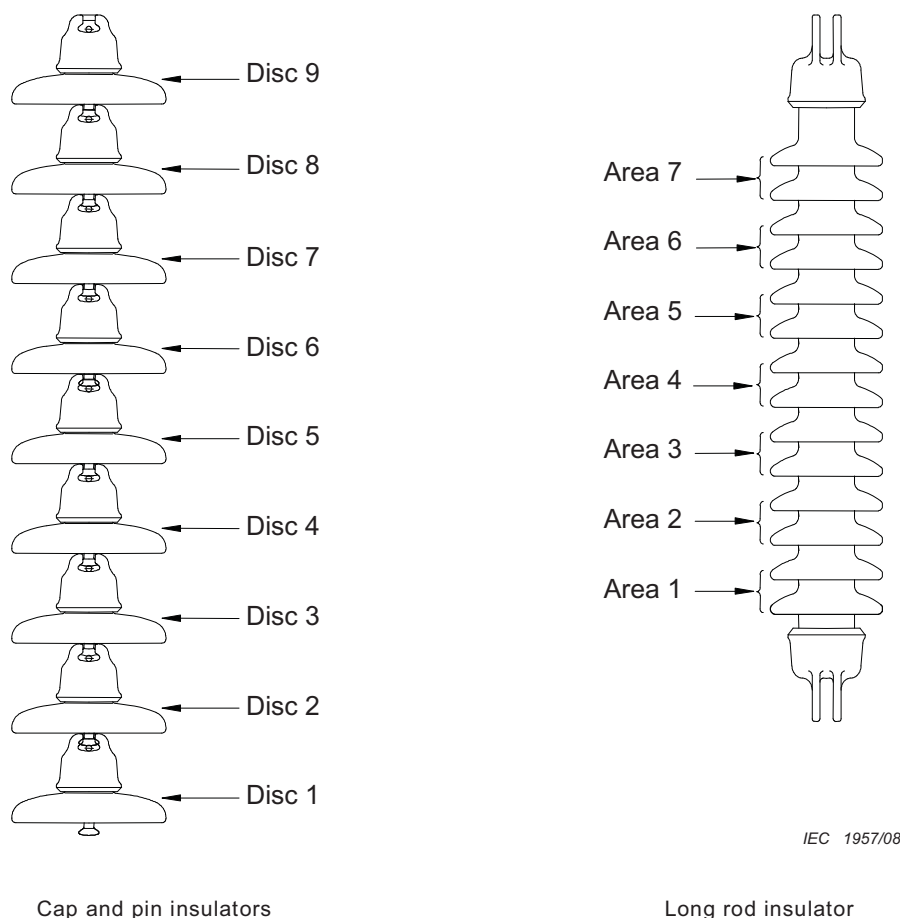 Disc 9
Disc 8
Disc 7
Disc 6
Disc 5
Disc 4
Disc 3
Disc 2
Disc 1
Area 7
Area 6
Area 5
Area 4
Area 3
Area 2
Area 1
IEC 1957/08
Cap and pin insulators
Long rod insulator